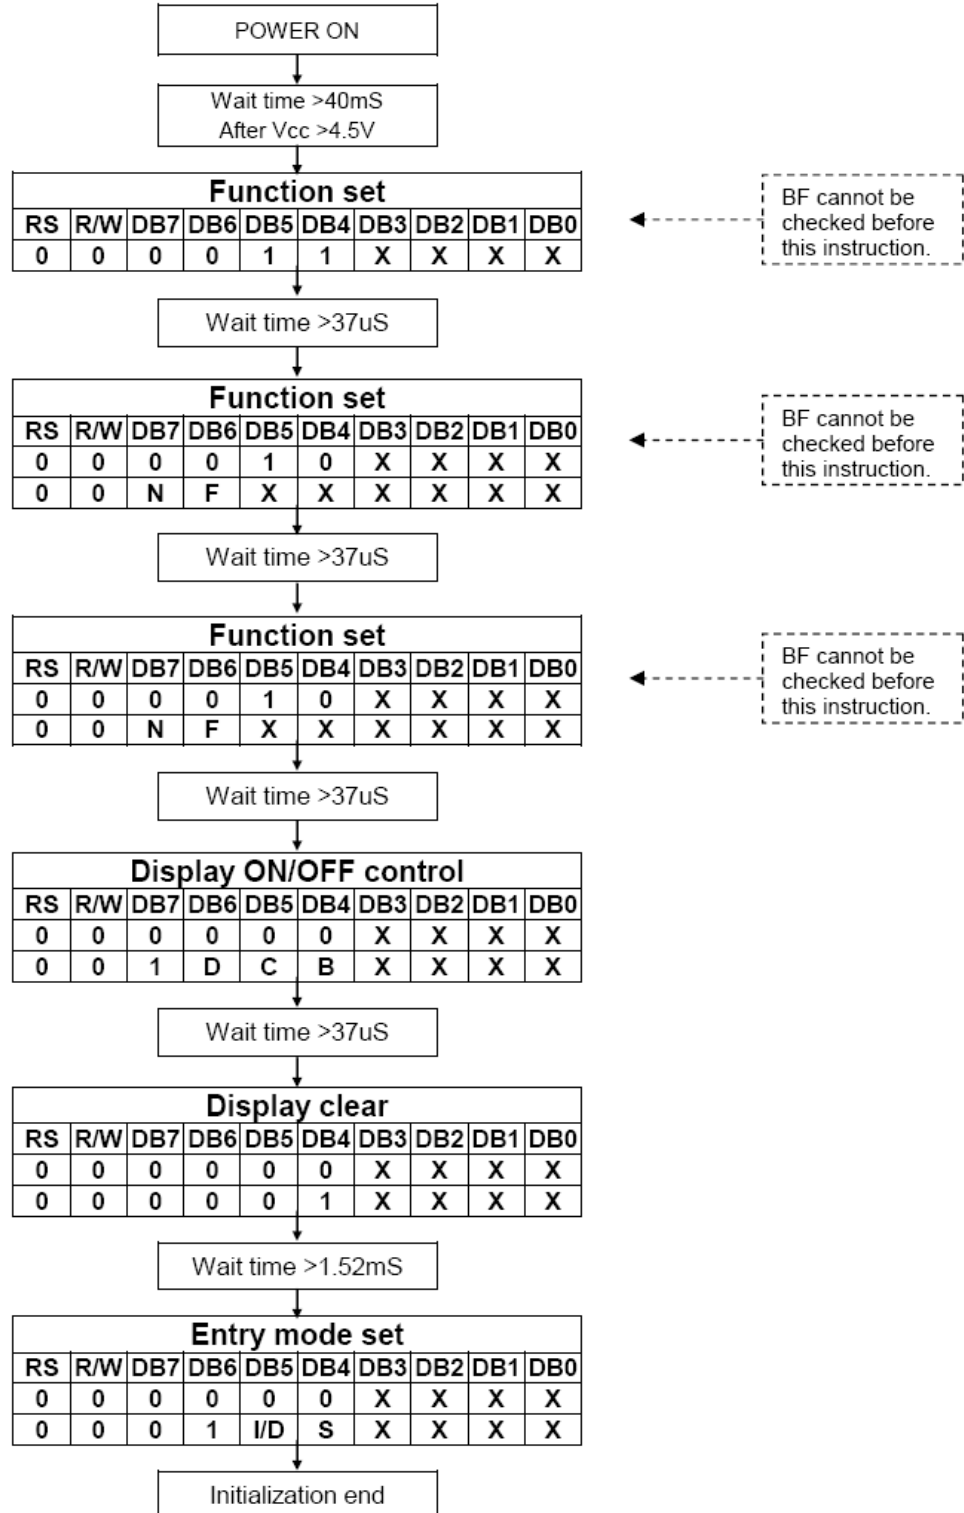 POWER ON
Wait time >40mS
After Vcc >4.5V
Function set
RS R/W DB7 DB6 DB5 DB4 DB3 DB2 DB1 DB0
0 0 0 0 1 1 X X X X
BF cannot be
checked before
this instruction.
Wait time >37uS
Function set
RS R/W DB7 DB6 DB5 DB4 DB3 DB2 DB1 DB0
0 0 0 0 1 0 X X X X
0 0 N F X X X X X X
BF cannot be
checked before
this instruction.
Wait time >37uS
Function set
RS R/W DB7 DB6 DB5 DB4 DB3 DB2 DB1 DB0
0 0 0 0 1 0 X X X X
0 0 N F X X X X X X
BF cannot be
checked before
this instruction.
Wait time >37uS
Display ON/OFF control
RS R/W DB7 DB6 DB5 DB4 DB3 DB2 DB1 DB0
0 0 0 0 0 0 X X X X
0 0 1 D C B X X X X
Wait time >37uS
Display clear
RS R/W DB7 DB6 DB5 DB4 DB3 DB2 DB1 DB0
0 0 0 0 0 0 X X X X
0 0 0 0 0 1 X X X X
Wait time >1.52mS
Entry mode set
RS R/W DB7 DB6 DB5 DB4 DB3 DB2 DB1 DB0
0 0 0 0 0 0 X X X X
0 0 0 1 I/D S X X X X
Initialization end